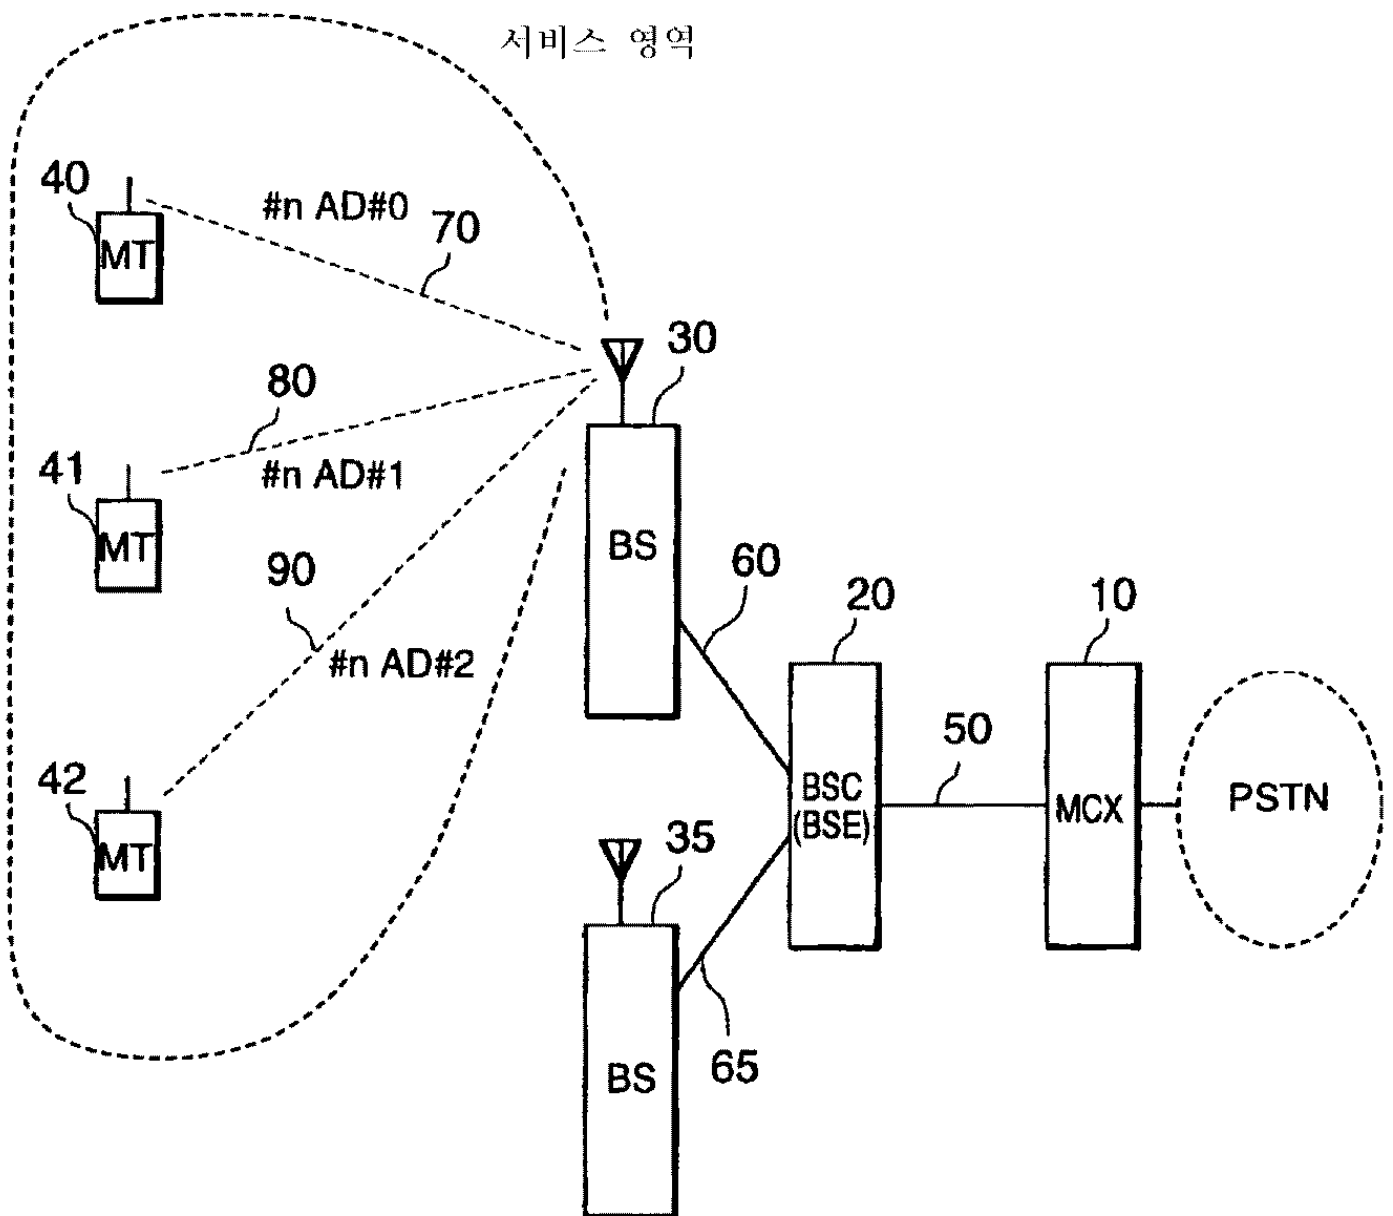 서비스 영역
40
#n AD#0
70
MT
30
80
41
#n AD#1
MT
BS
90
60
20
10
#n AD#2
50
42
BSC
(BSE)
MCX
PSTN
MT
35
65
BS